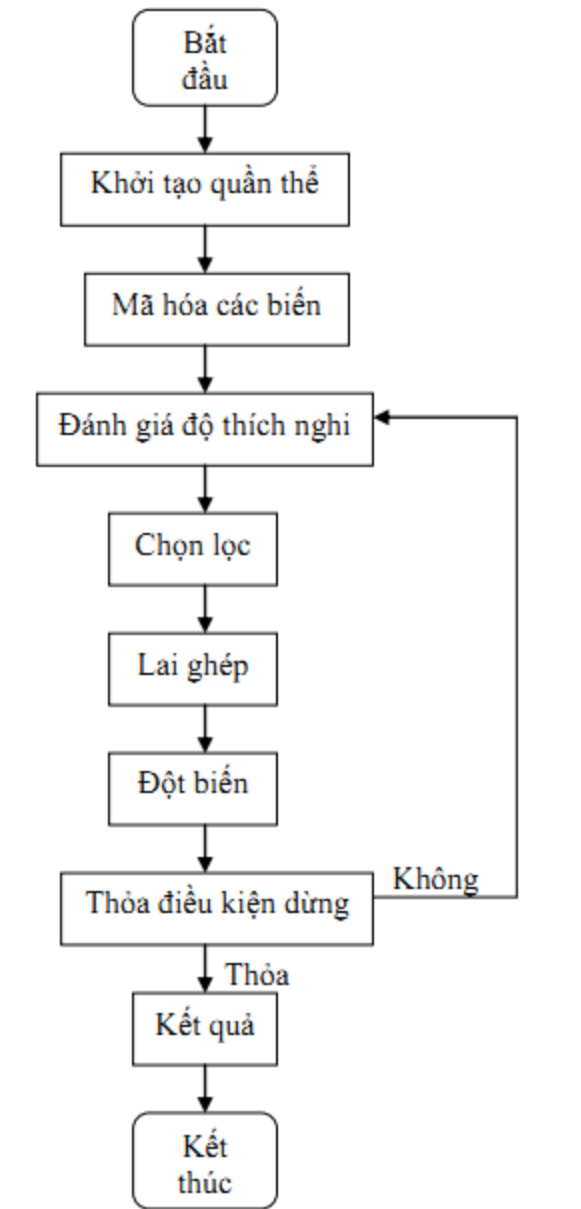 Bắt
đầu
Khởi tạo quần thể
Mã hóa các biến
Đánh giá độ thích nghi
Chọn lọc
Lai ghép
Đột biến
Thỏa điều kiện dừng
Không
Thỏa
Kết quả
Kết
thúc